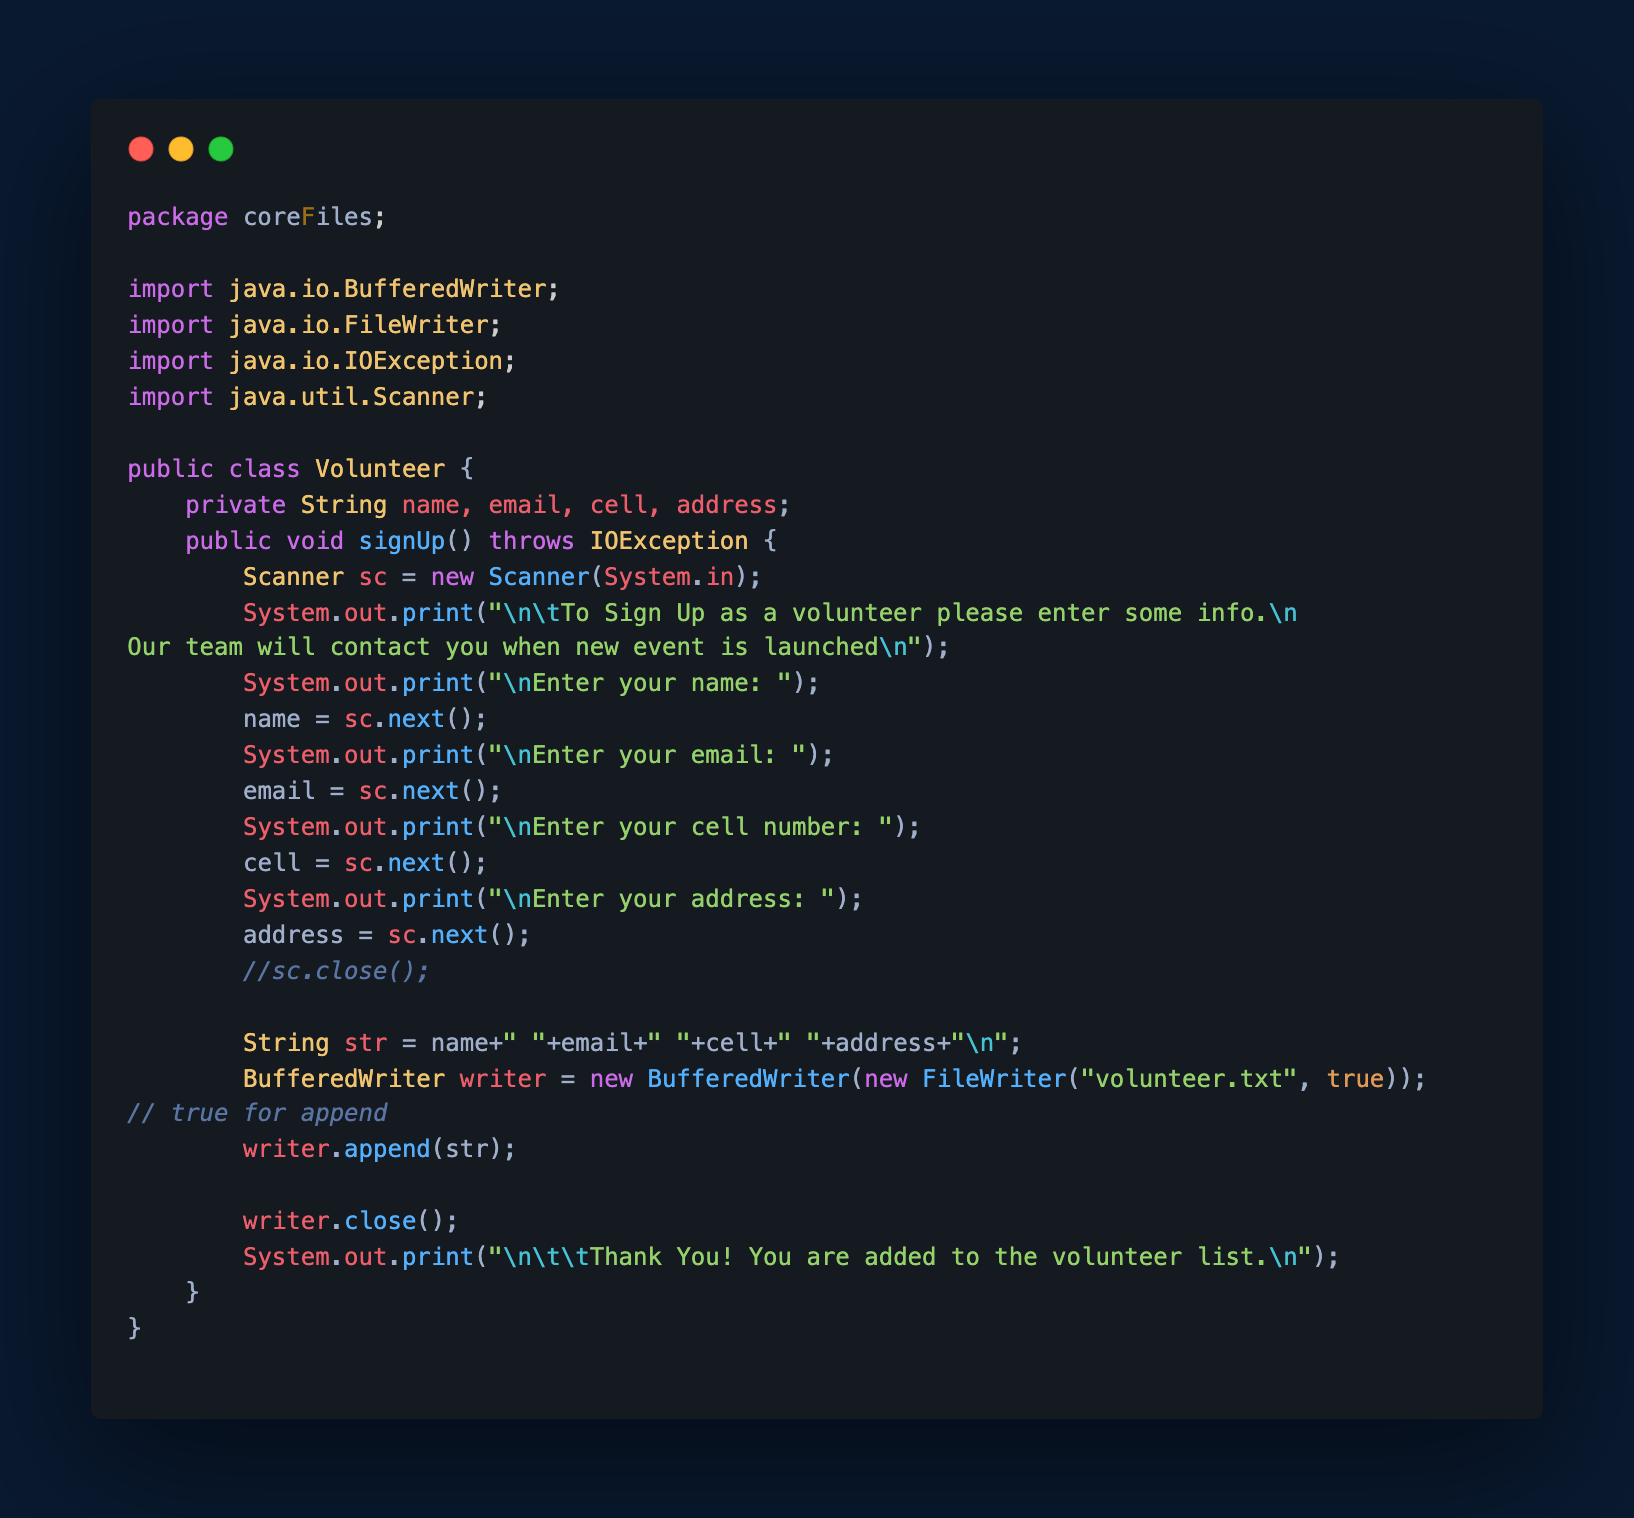 package coreFiles;

import java.io.BufferedWriter;
import java.io.FileWriter;
import java.io.IOException;
import java.util.Scanner;

public class Volunteer {
    private String name, email, cell, address;
    public void signUp() throws IOException {
        Scanner sc = new Scanner(System.in);
        System.out.print("\n\tTo Sign Up as a volunteer please enter some info.\n
Our team will contact you when new event is launched\n");
        System.out.print("\nEnter your name: ");
        name = sc.next();
        System.out.print("\nEnter your email: ");
        email = sc.next();
        System.out.print("\nEnter your cell number: ");
        cell = sc.next();
        System.out.print("\nEnter your address: ");
        address = sc.next();
        //sc.close();

        String str = name+" "+email+" "+cell+" "+address+"\n";
        BufferedWriter writer = new BufferedWriter(new FileWriter("volunteer.txt", true));
// true for append
        writer.append(str);

        writer.close();
        System.out.print("\n\t\tThank You! You are added to the volunteer list.\n");
    }
}